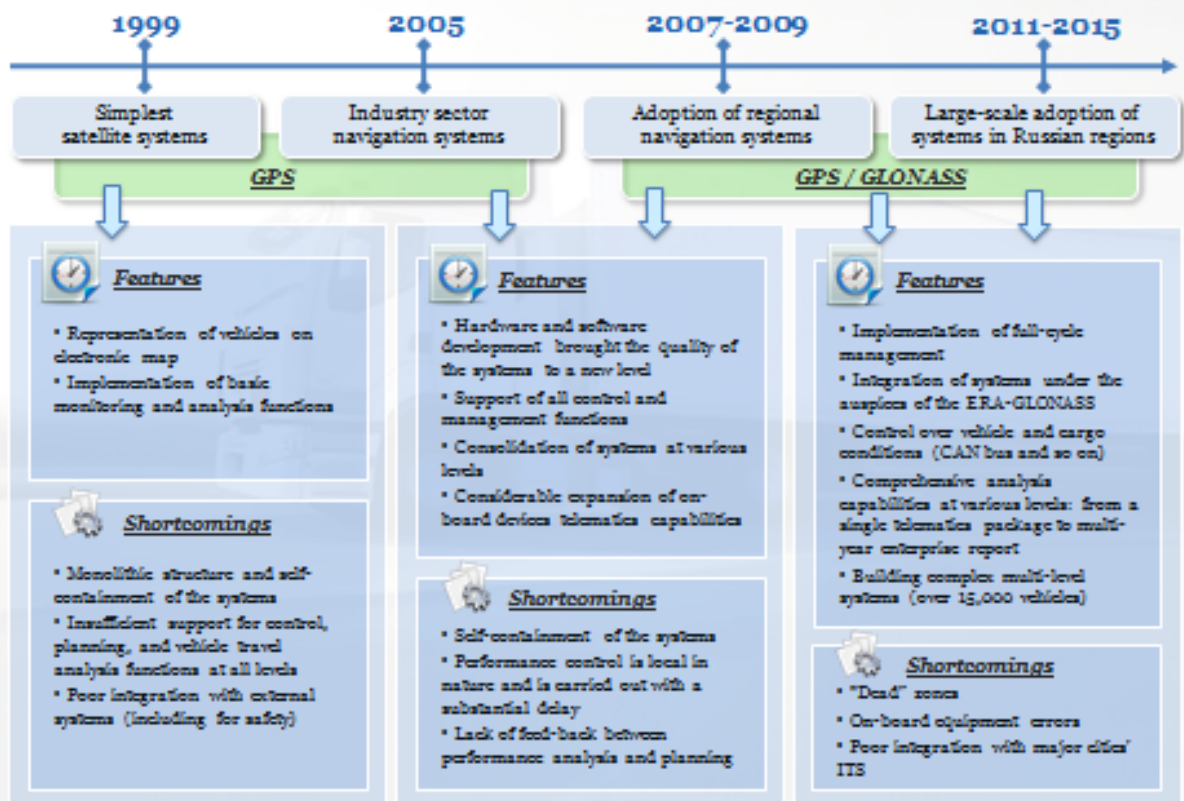 1999
2005
2007-2009
2011-2015
Simplest
satellite systems
Industry sector
navigation systems
Adoption of regional
navigation systems
Large-scale adoption of
systems in Russian regions
GPS
GPS / GLONASS
Features
▪ Representation of vehicles on
electronic map
▪ Implementation of basic
monitoring and analysis functions
Shortcomings
▪ Monolithic structure and self-
containment of the systems
▪ Insufficient support for control,
planning, and vehicle travel
analysis functions at all levels
▪ Poor integration with external
systems (including for safety)
Features
▪ Hardware and software
development brought the quality of
the systems to a new level
▪ Support of all control and
management functions
▪ Consolidation of systems at various
levels
▪ Considerable expansion of on-
board devices telematics capabilities
Shortcomings
▪ Self-containment of the systems
▪ Performance control is local in
nature and is carried out with a
substantial delay
▪ Lack of feed-back between
performance analysis and planning
Features
▪ Implementation of full-cycle
management
▪ Integration of systems under the
auspices of the ERA-GLONASS
▪ Control over vehicle and cargo
conditions (CAN bus and so on)
▪ Comprehensive analysis
capabilities at various levels: from a
single telematics package to multi-
year enterprise report
▪ Building complex multi-level
systems (over 15,000 vehicles)
Shortcomings
▪ "Dead" zones
▪ On-board equipment errors
▪ Poor integration with major cities'
ITS